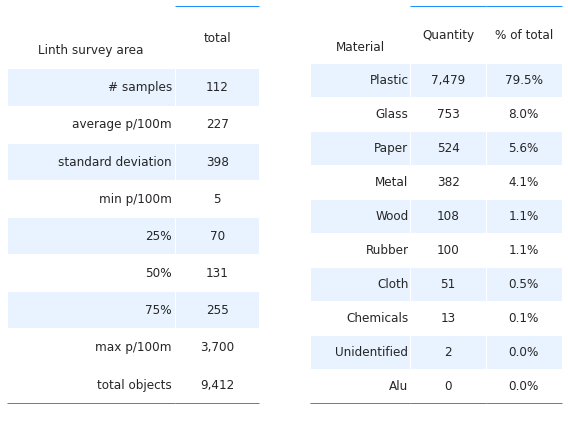 Linth survey area total
# samples 112
average p/100m 227
standard deviation 398
min p/100m 5
25% 70
50% 131
75% 255
max p/100m 3,700
total objects 9,412
Material Quantity % of total
Plastic 7,479 79.5%
Glass 753 8.0%
Paper 524 5.6%
Metal 382 4.1%
Wood 108 1.1%
Rubber 100 1.1%
Cloth 51 0.5%
Chemicals 13 0.1%
Unidentified 2 0.0%
Alu 0 0.0%